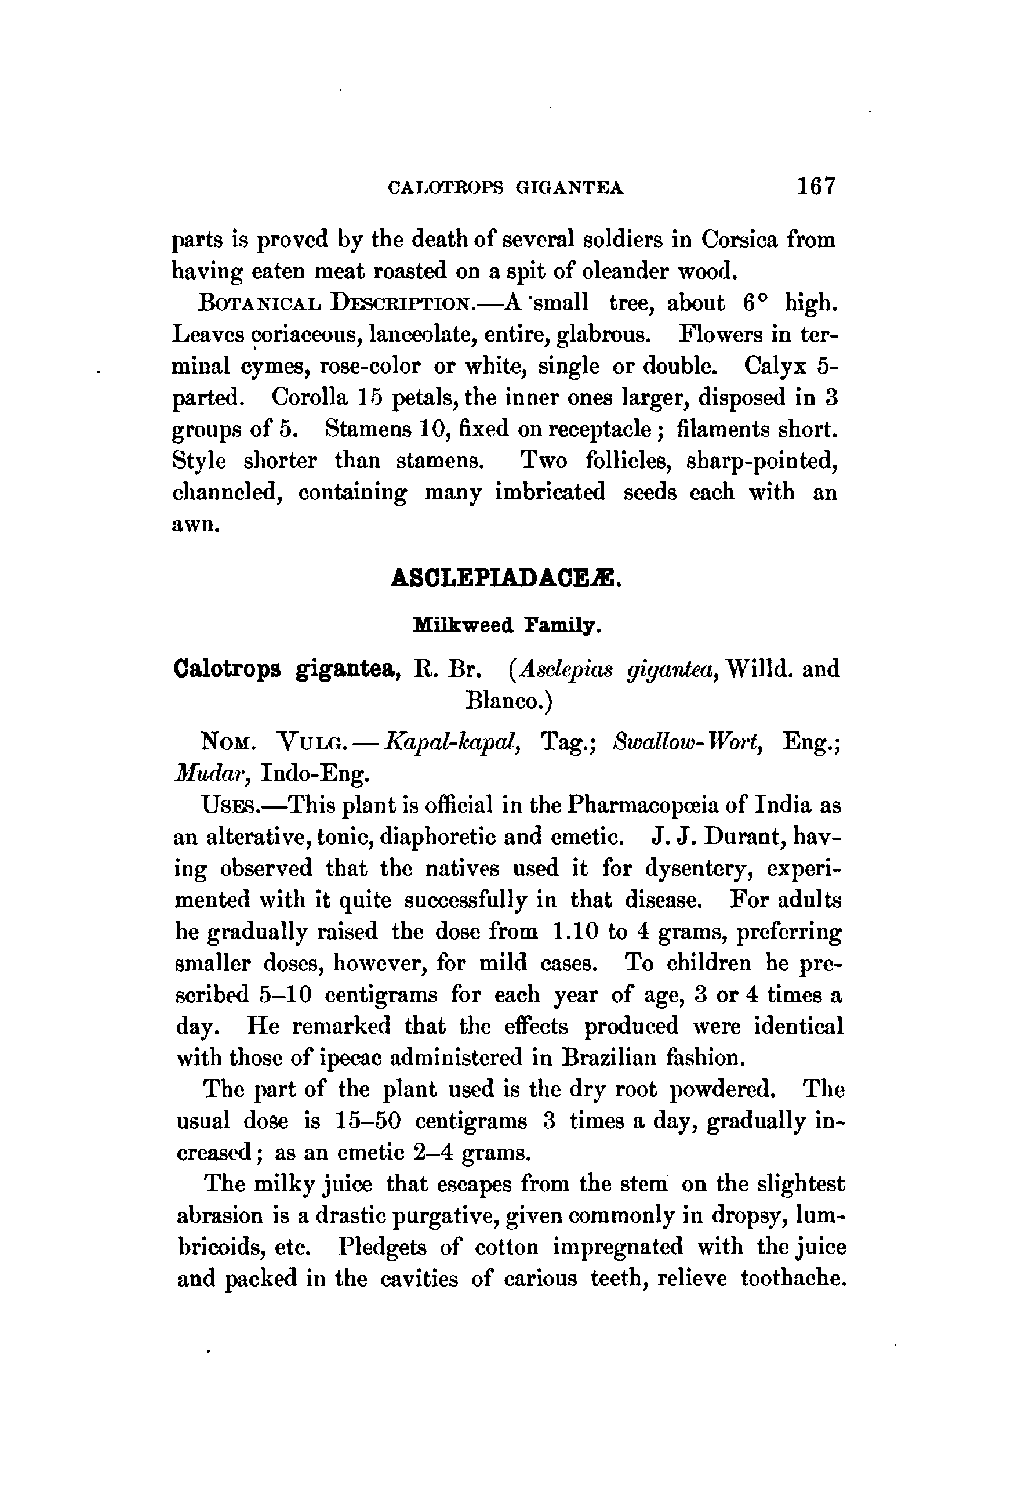 CALOTROPS GIGANTEA 167
parts is proved by the death of several soldiers in Corsica from
having eaten meat roasted on a spit of oleander wood.
BOTANICAL DESCRIPTION.—A small tree, about 6° high.
Leaves coriaceous, lanceolate, entire, glabrous. Flowers in ter-
minal cymes, rose-color or white, single or double. Calyx 5-
parted. Corolla 15 petals, the inner ones larger, disposed in 3
groups of 5. Stamens 10, fixed on receptacle; filaments short.
Style shorter than stamens. Two follicles, sharp-pointed,
channeled, containing many imbricated seeds each with an
awn.
ASCLEPIADACEÆ.
Milkweed Family.
Calotrops gigantea, R. Br. (Asclepias gigantea, Willd. and
Blanco.)
NOM. VULG.—Kapal-kapal, Tag.; Swallow-Wort, Eng.;
Mudar, Indo-Eng.
USES.—This plant is official in the Pharmacopœia of India as
an alterative, tonic, diaphoretic and emetic. J. J. Durant, hav-
ing observed that the natives used it for dysentery, experi-
mented with it quite successfully in that disease. For adults
he gradually raised the dose from 1.10 to 4 grams, preferring
smaller doses, however, for mild cases. To children he pre-
scribed 5–10 centigrams for each year of age, 3 or 4 times a
day. He remarked that the effects produced were identical
with those of ipecac administered in Brazilian fashion.
The part of the plant used is the dry root powdered. The
usual dose is 15–50 centigrams 3 times a day, gradually in-
creased; as an emetic 2–4 grams.
The milky juice that escapes from the stem on the slightest
abrasion is a drastic purgative, given commonly in dropsy, lum-
bricoids, etc. Pledgets of cotton impregnated with the juice
and packed in the cavities of carious teeth, relieve toothache.